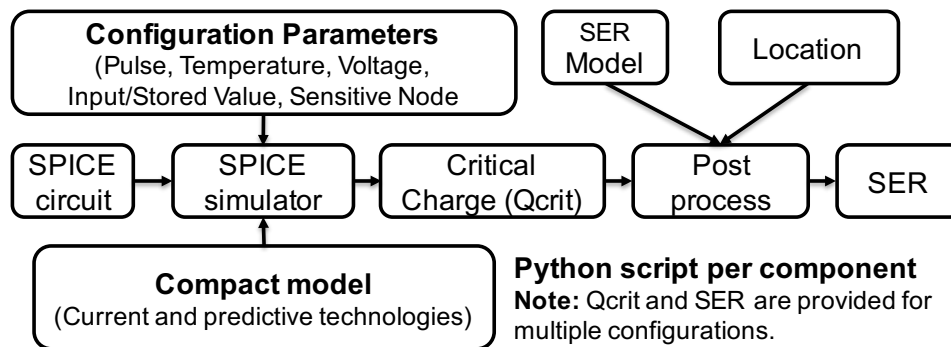 Configuration Parameters
(Pulse, Temperature, Voltage,
Input/Stored Value, Sensitive Node
SER
Model
Location
SPICE
circuit
SPICE
simulator
Critical
Charge (Qcrit)
Post
process
SER
Compact model
(Current and predictive technologies)
Python script per component
Note: Qcrit and SER are provided for
multiple configurations.